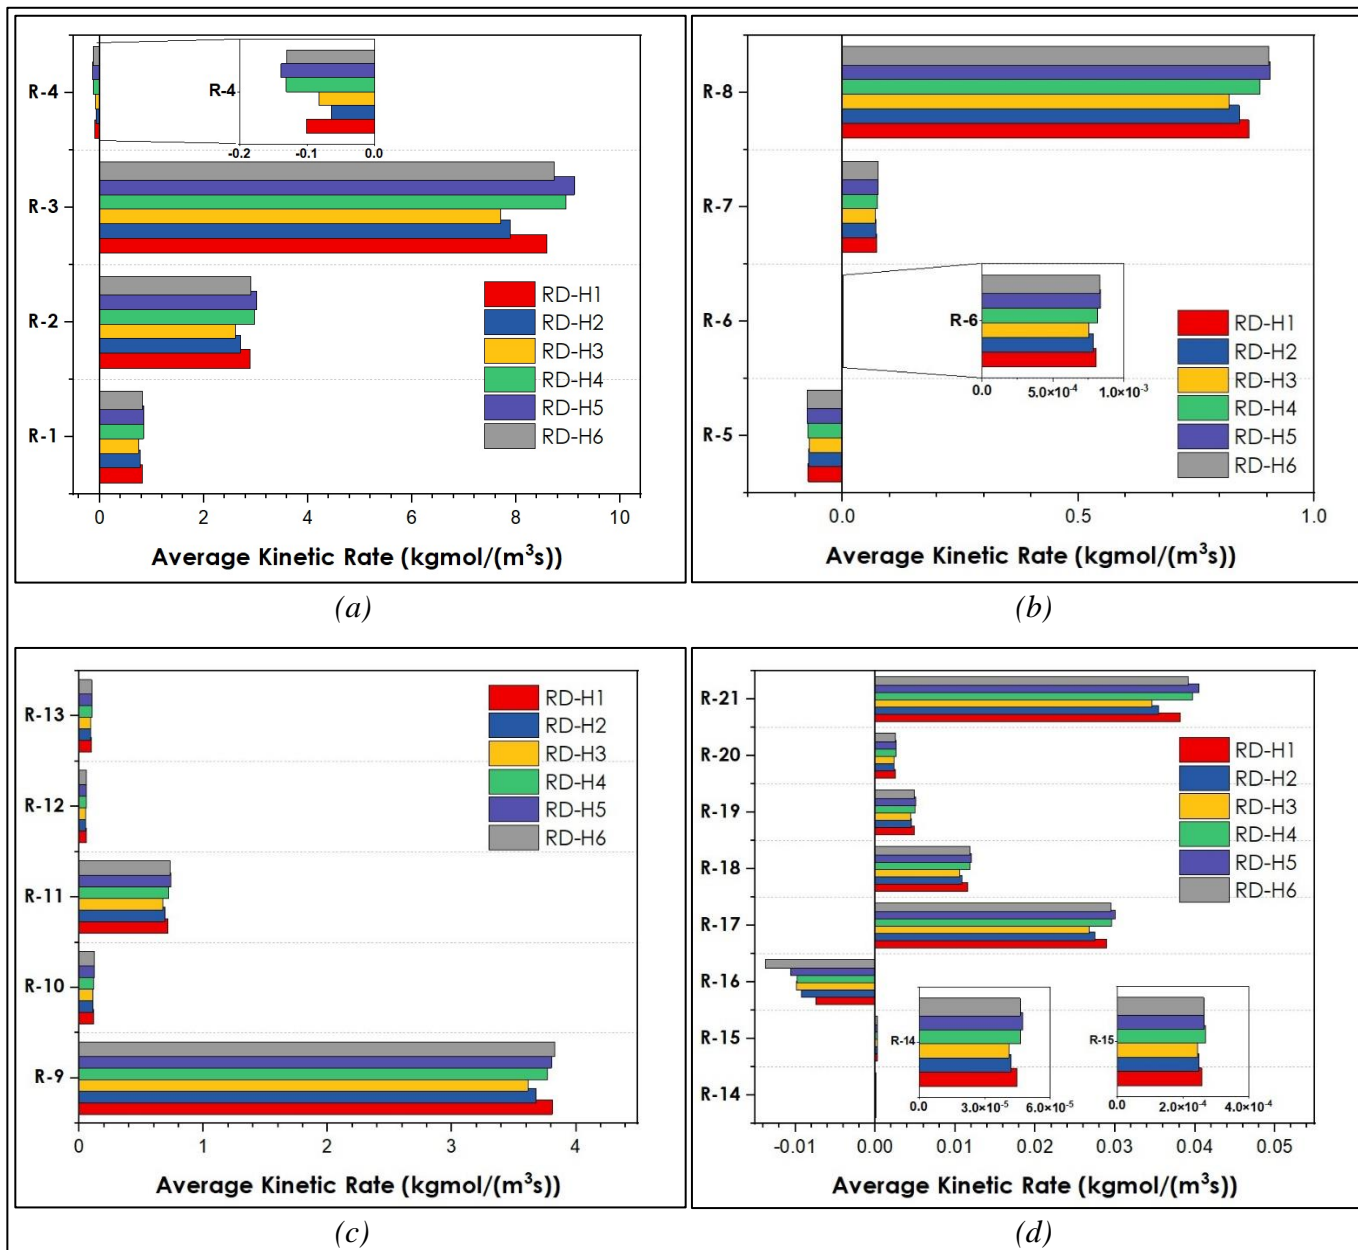 R-4
R-3
R-2
R-1
R-4
-0.2 -0.1 0.0
RD-H1
RD-H2
RD-H3
RD-H4
RD-H5
RD-H6
0 2 4 6 8 10
Average Kinetic Rate (kgmol/(m³s))
(a)
R-8
R-7
R-6
R-5
R-6
0.0 5.0×10⁻⁴ 1.0×10⁻³
RD-H1
RD-H2
RD-H3
RD-H4
RD-H5
RD-H6
0.0 0.5 1.0
Average Kinetic Rate (kgmol/(m³s))
(b)
R-13
R-12
R-11
R-10
R-9
RD-H1
RD-H2
RD-H3
RD-H4
RD-H5
RD-H6
0 1 2 3 4
Average Kinetic Rate (kgmol/(m³s))
(c)
R-21
R-20
R-19
R-18
R-17
R-16
R-15
R-14
RD-H1
RD-H2
RD-H3
RD-H4
RD-H5
RD-H6
R-14
0.0 3.0×10⁻⁵ 6.0×10⁻⁵
R-15
0.0 2.0×10⁻⁴ 4.0×10⁻⁴
-0.01 0.00 0.01 0.02 0.03 0.04 0.05
Average Kinetic Rate (kgmol/(m³s))
(d)